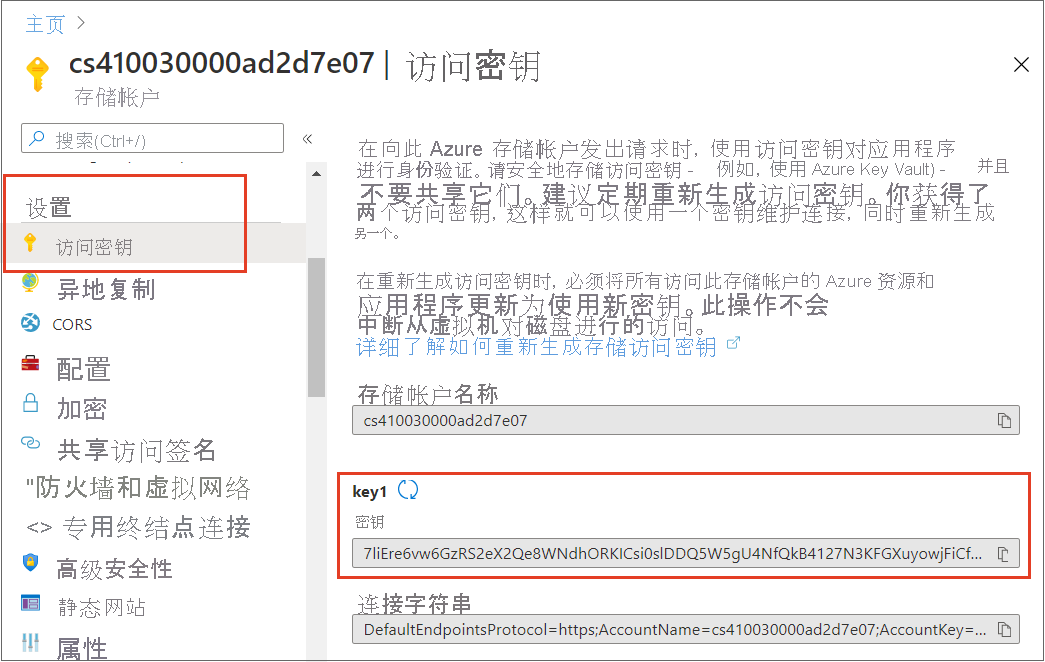 主页 >
cs410030000ad2d7e07 | 访问密钥
存储帐户
搜索(Ctrl+/)
«
设置
访问密钥
异地复制
CORS
配置
加密
共享访问签名
"防火墙和虚拟网络
<> 专用终结点连接
高级安全性
静态网站
属性
在向此 Azure 存储帐户发出请求时, 使用访问密钥对应用程序
进行身份验证。请安全地存储访问密钥 - 例如, 使用 Azure Key Vault) - 并且
不要共享它们。建议定期重新生成访问密钥。你获得了
两个访问密钥, 这样就可以使用一个密钥维护连接, 同时重新生成
另一个。
在重新生成访问密钥时, 必须将所有访问此存储帐户的 Azure 资源和
应用程序更新为使用新密钥。此操作不会
中断从虚拟机对磁盘进行的访问。
详细了解如何重新生成存储访问密钥
存储帐户名称
cs410030000ad2d7e07
key1
密钥
7liEre6vw6GzRS2eX2Qe8WNdhORKICsi0slDDQ5W5gU4NfQkB4127N3KFGXuyowjFiCf...
连接字符串
DefaultEndpointsProtocol=https;AccountName=cs410030000ad2d7e07;AccountKey=...